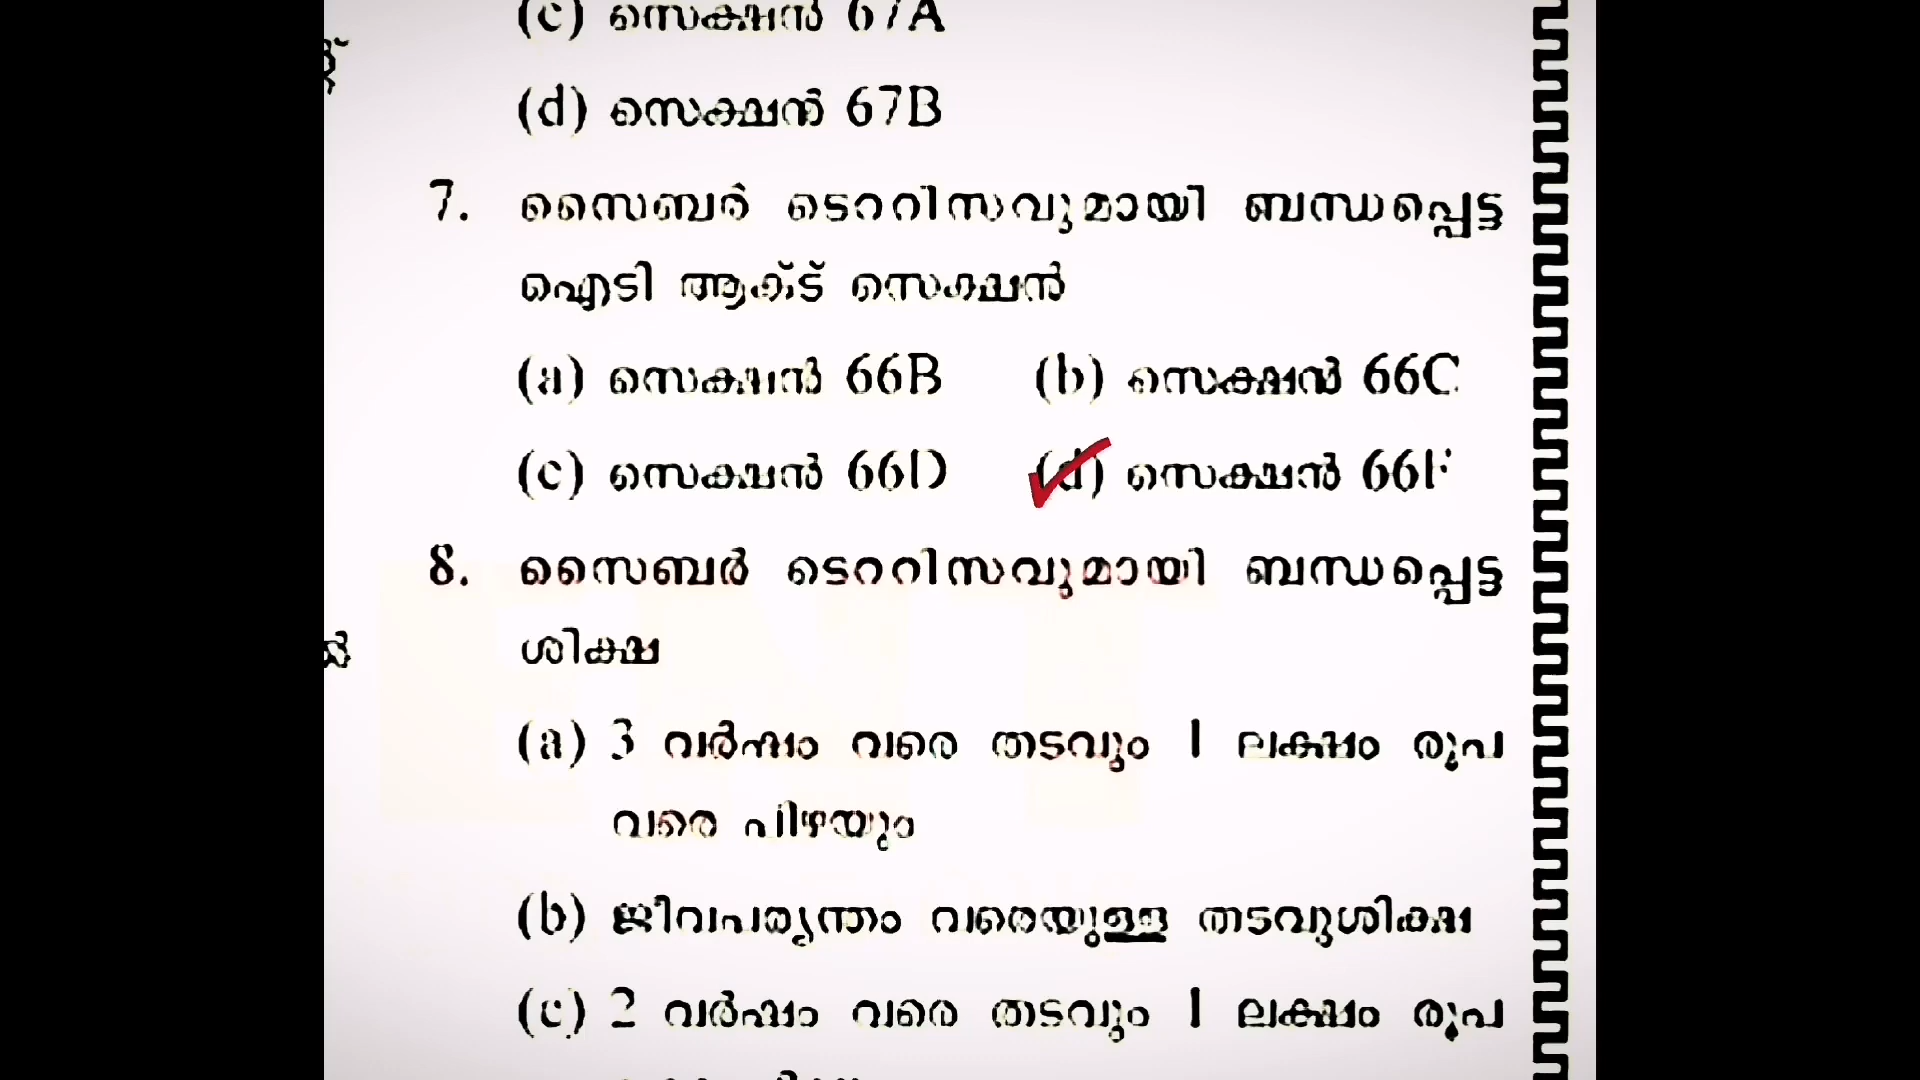 (c) സെക്ഷൻ 67A
(d) സെക്ഷൻ 67B
7. സൈബർ ടെററിസവുമായി ബന്ധപ്പെട്ട
ഐടി ആക്ട് സെക്ഷൻ
(a) സെക്ഷൻ 66B (b) സെക്ഷൻ 66C
(c) സെക്ഷൻ 66D (d) സെക്ഷൻ 66F
8. സൈബർ ടെററിസവുമായി ബന്ധപ്പെട്ട
ശിക്ഷ
(a) 3 വർഷം വരെ തടവും 1 ലക്ഷം രൂപ
വരെ പിഴയും
(b) ജീവപര്യന്തം വരെയുള്ള തടവുശിക്ഷ
(c) 2 വർഷം വരെ തടവും 1 ലക്ഷം രൂപ